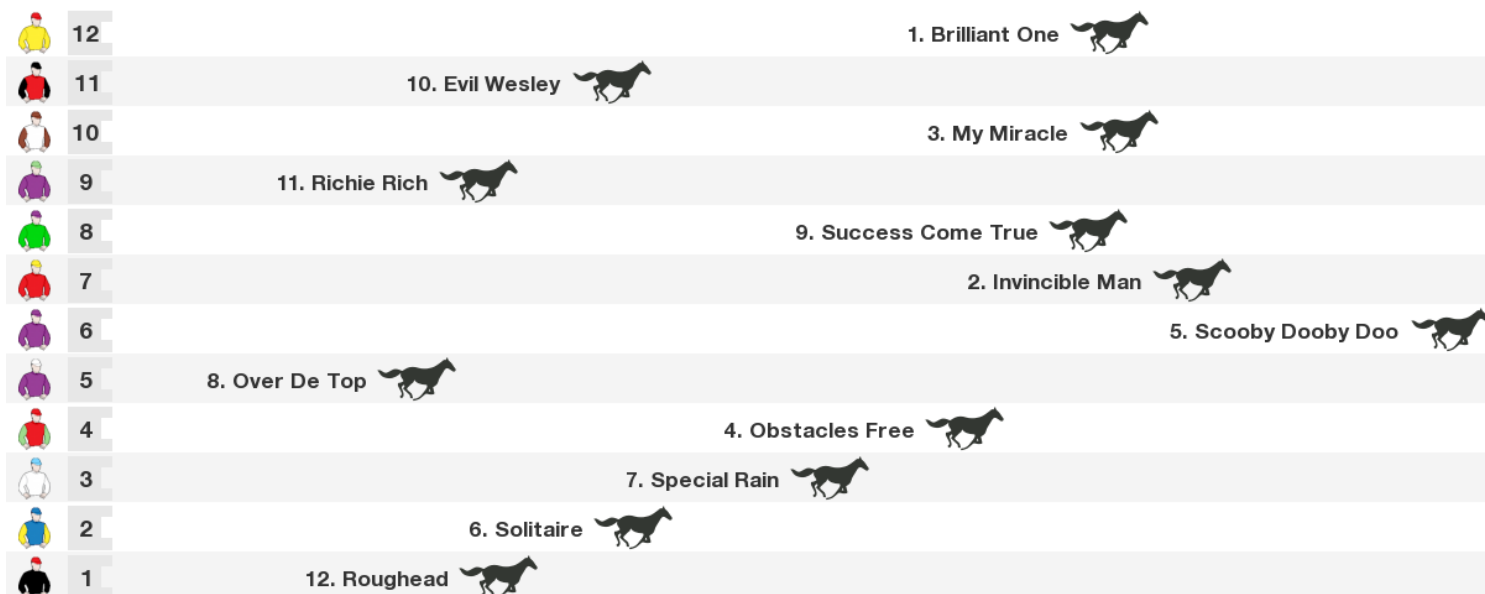 12 1. Brilliant One
11 10. Evil Wesley
10 3. My Miracle
9 11. Richie Rich
8 9. Success Come True
7 2. Invincible Man
6 5. Scooby Dooby Doo
5 8. Over De Top
4 4. Obstacles Free
3 7. Special Rain
2 6. Solitaire
1 12. Roughead